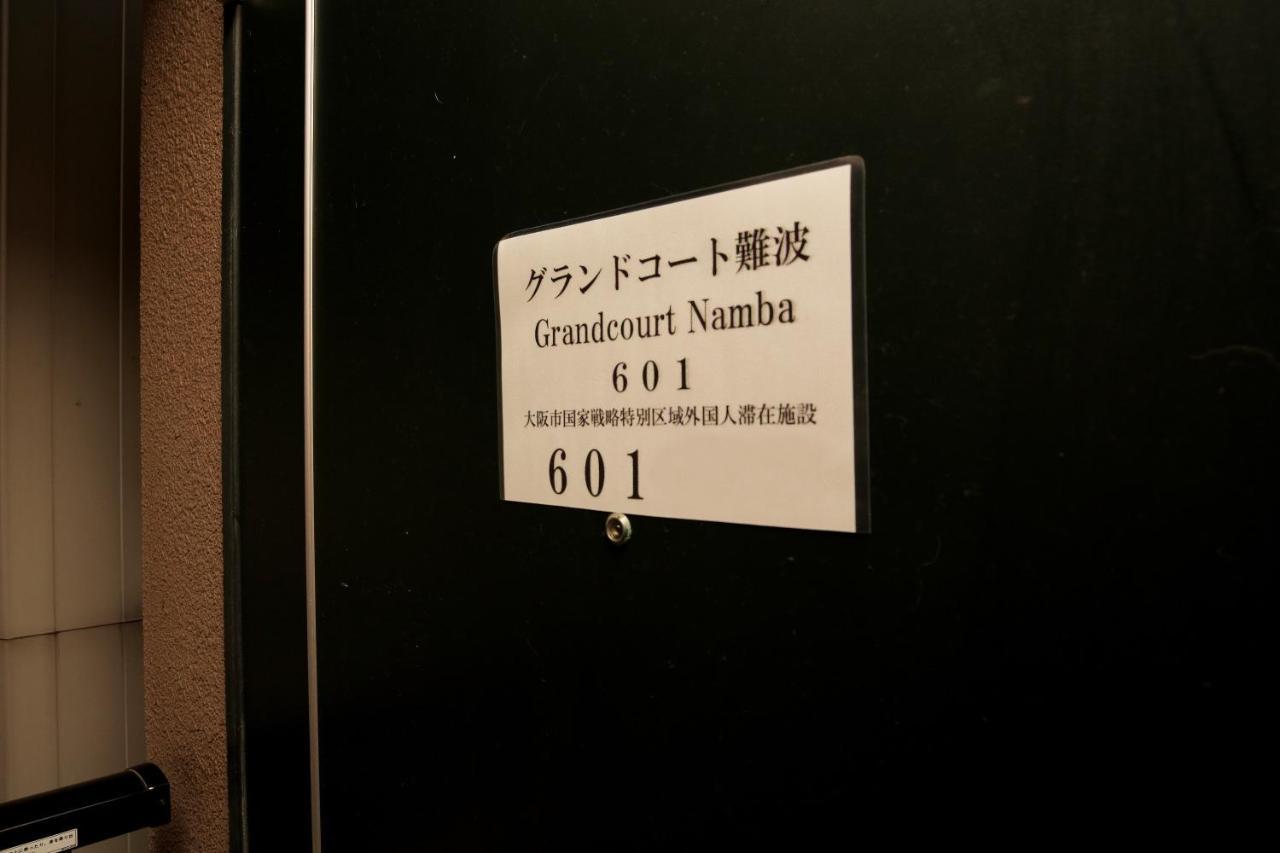 グランドコート難波
Grandcourt Namba
６０１
大阪市国家戦略特別区域外国人滞在施設
６０１